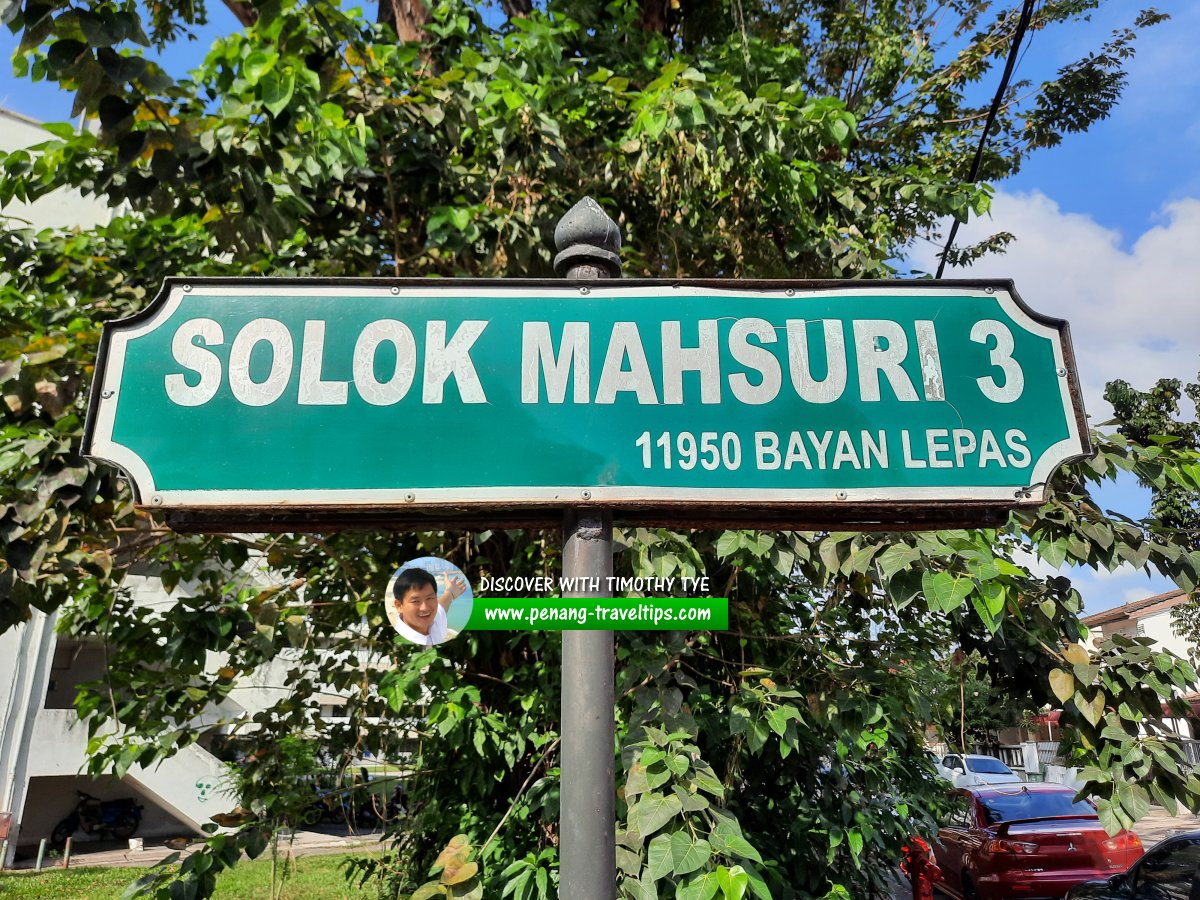 SOLOK MAHSURI 3
11950 BAYAN LEPAS
DISCOVER WITH TIMOTHY TYE
www.penang-traveltips.com